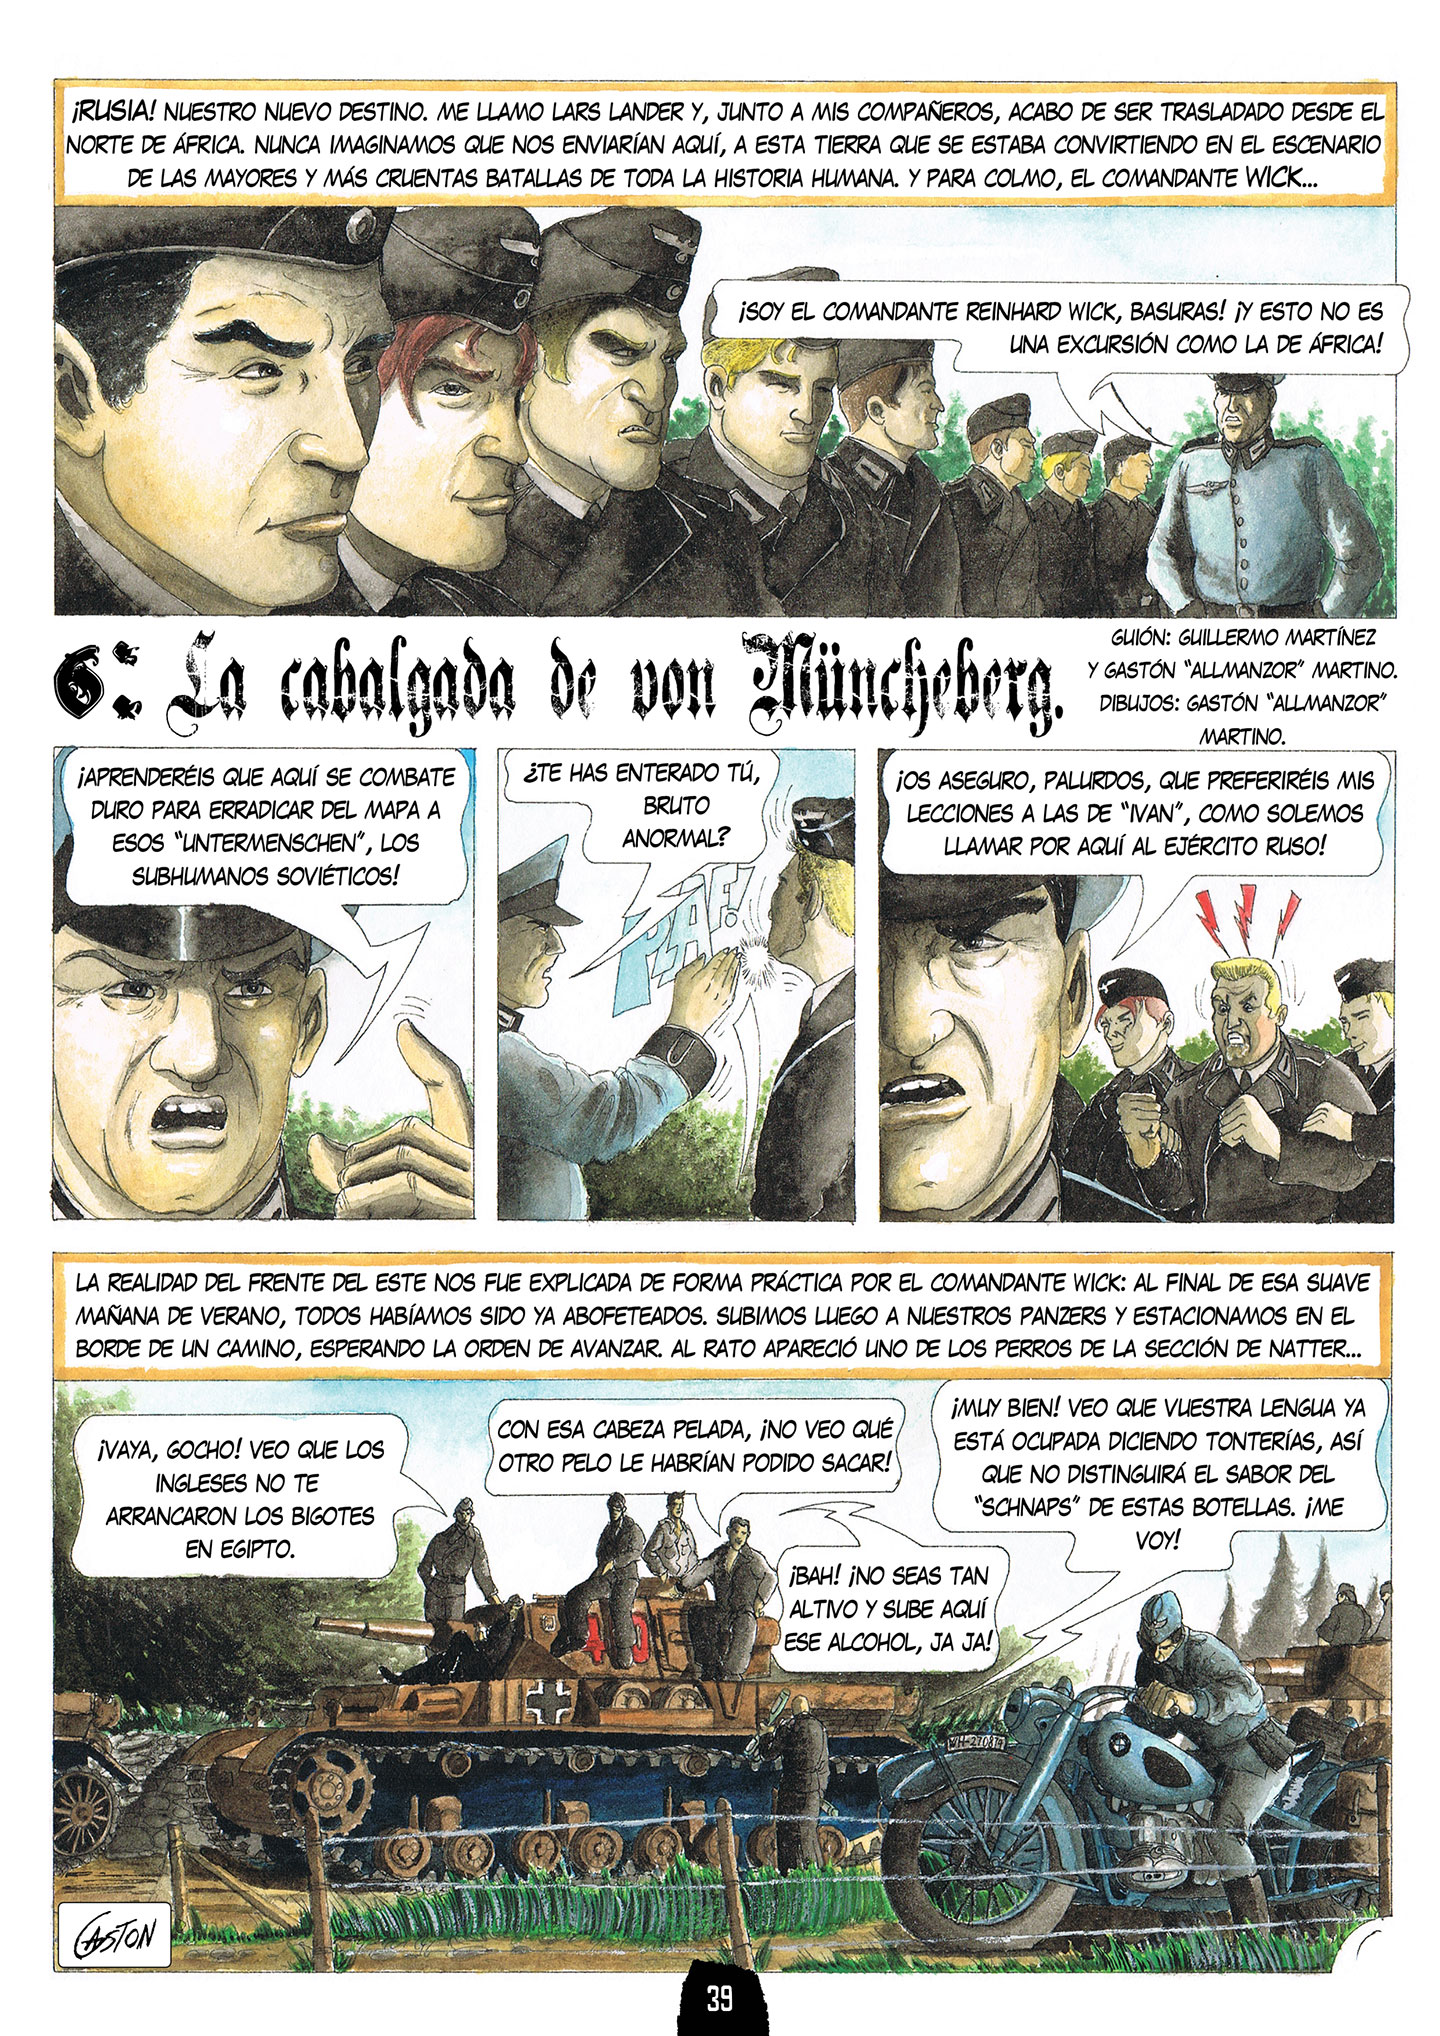 ¡RUSIA! NUESTRO NUEVO DESTINO. ME LLAMO LARS LANDER Y, JUNTO A MIS COMPAÑEROS, ACABO DE SER TRASLADADO DESDE EL
NORTE DE ÁFRICA. NUNCA IMAGINAMOS QUE NOS ENVIARÍAN AQUÍ, A ESTA TIERRA QUE SE ESTABA CONVIRTIENDO EN EL ESCENARIO
DE LAS MAYORES Y MÁS CRUENTAS BATALLAS DE TODA LA HISTORIA HUMANA. Y PARA COLMO, EL COMANDANTE WICK...
¡SOY EL COMANDANTE REINHARD WICK, BASURAS! ¡Y ESTO NO ES
UNA EXCURSIÓN COMO LA DE ÁFRICA!
6: La cabalgada de von Müncheberg.
GUIÓN: GUILLERMO MARTÍNEZ
Y GASTÓN "ALLMANZOR" MARTINO.
DIBUJOS: GASTÓN "ALLMANZOR"
MARTINO.
¡APRENDERÉIS QUE AQUÍ SE COMBATE
DURO PARA ERRADICAR DEL MAPA A
ESOS "UNTERMENSCHEN", LOS
SUBHUMANOS SOVIÉTICOS!
¿TE HAS ENTERADO TÚ,
BRUTO
ANORMAL?
PLAF!
¡OS ASEGURO, PALURDOS, QUE PREFERIRÉIS MIS
LECCIONES A LAS DE "IVAN", COMO SOLEMOS
LLAMAR POR AQUÍ AL EJÉRCITO RUSO!
LA REALIDAD DEL FRENTE DEL ESTE NOS FUE EXPLICADA DE FORMA PRÁCTICA POR EL COMANDANTE WICK: AL FINAL DE ESA SUAVE
MAÑANA DE VERANO, TODOS HABÍAMOS SIDO YA ABOFETEADOS. SUBIMOS LUEGO A NUESTROS PANZERS Y ESTACIONAMOS EN EL
BORDE DE UN CAMINO, ESPERANDO LA ORDEN DE AVANZAR. AL RATO APARECIÓ UNO DE LOS PERROS DE LA SECCIÓN DE NATTER...
¡VAYA, GOCHO! VEO QUE LOS
INGLESES NO TE
ARRANCARON LOS BIGOTES
EN EGIPTO.
CON ESA CABEZA PELADA, ¡NO VEO QUÉ
OTRO PELO LE HABRÍAN PODIDO SACAR!
¡BAH! ¡NO SEAS TAN
ALTIVO Y SUBE AQUÍ
ESE ALCOHOL, JA JA!
¡MUY BIEN! VEO QUE VUESTRA LENGUA YA
ESTÁ OCUPADA DICIENDO TONTERÍAS, ASÍ
QUE NO DISTINGUIRÁ EL SABOR DEL
"SCHNAPS" DE ESTAS BOTELLAS. ¡ME
VOY!
GASTON
39